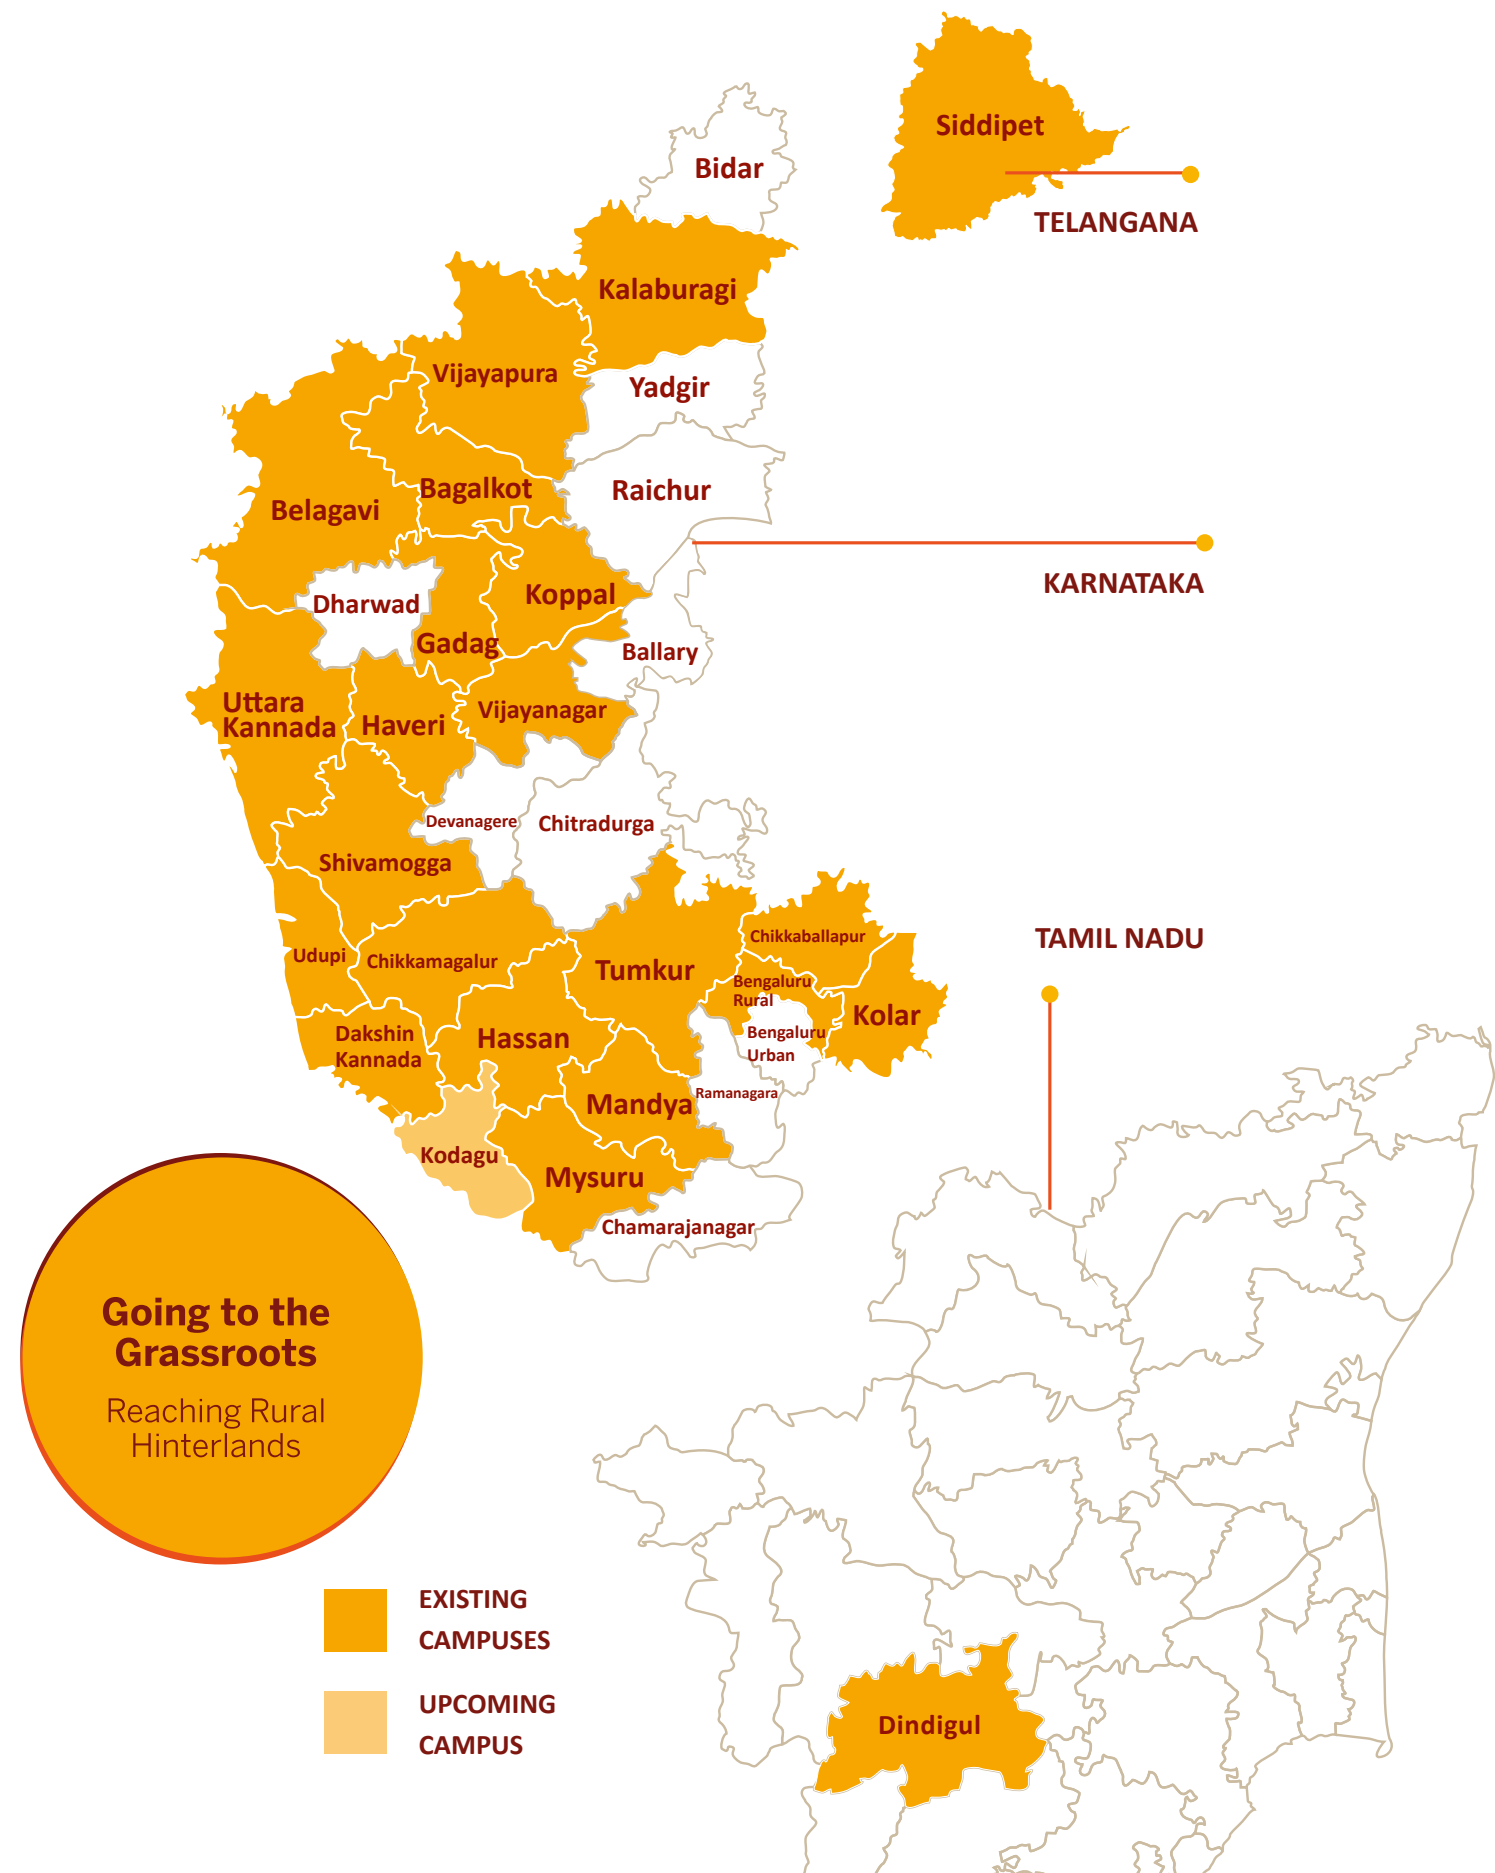 Siddipet
TELANGANA
Bidar
Kalaburagi
Vijayapura
Yadgir
Bagalkot
Raichur
Belagavi
KARNATAKA
Dharwad
Koppal
Gadag
Ballary
Uttara
Kannada
Haveri
Vijayanagar
Devanagere
Chitradurga
Shivamogga
Udupi
Chikkamagalur
Tumkur
Chikkaballapur
Bengaluru
Rural
Kolar
Bengaluru
Urban
Dakshin
Kannada
Hassan
Mandya
Ramanagara
Kodagu
Mysuru
Chamarajanagar
TAMIL NADU
Going to the
Grassroots
Reaching Rural
Hinterlands
EXISTING
CAMPUSES
UPCOMING
CAMPUS
Dindigul